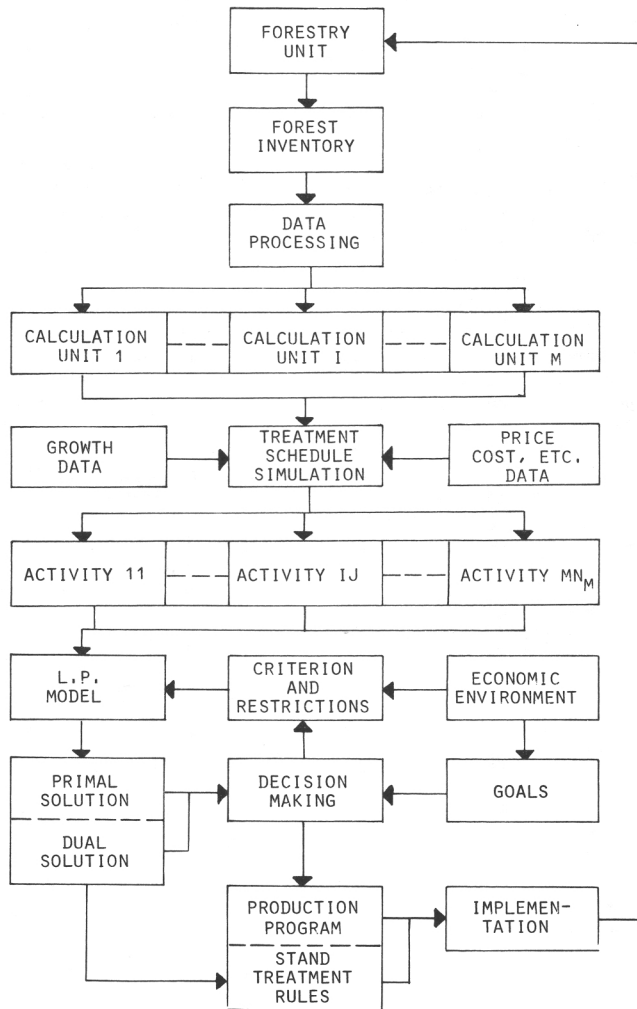 FORESTRY
UNIT
FOREST
INVENTORY
DATA
PROCESSING
CALCULATION
UNIT 1
CALCULATION
UNIT I
CALCULATION
UNIT M
GROWTH
DATA
TREATMENT
SCHEDULE
SIMULATION
PRICE
COST, ETC.
DATA
ACTIVITY 11
ACTIVITY IJ
ACTIVITY MN_M
L.P.
MODEL
CRITERION
AND
RESTRICTIONS
ECONOMIC
ENVIRONMENT
PRIMAL
SOLUTION
DUAL
SOLUTION
DECISION
MAKING
GOALS
PRODUCTION
PROGRAM
STAND
TREATMENT
RULES
IMPLEMEN-
TATION